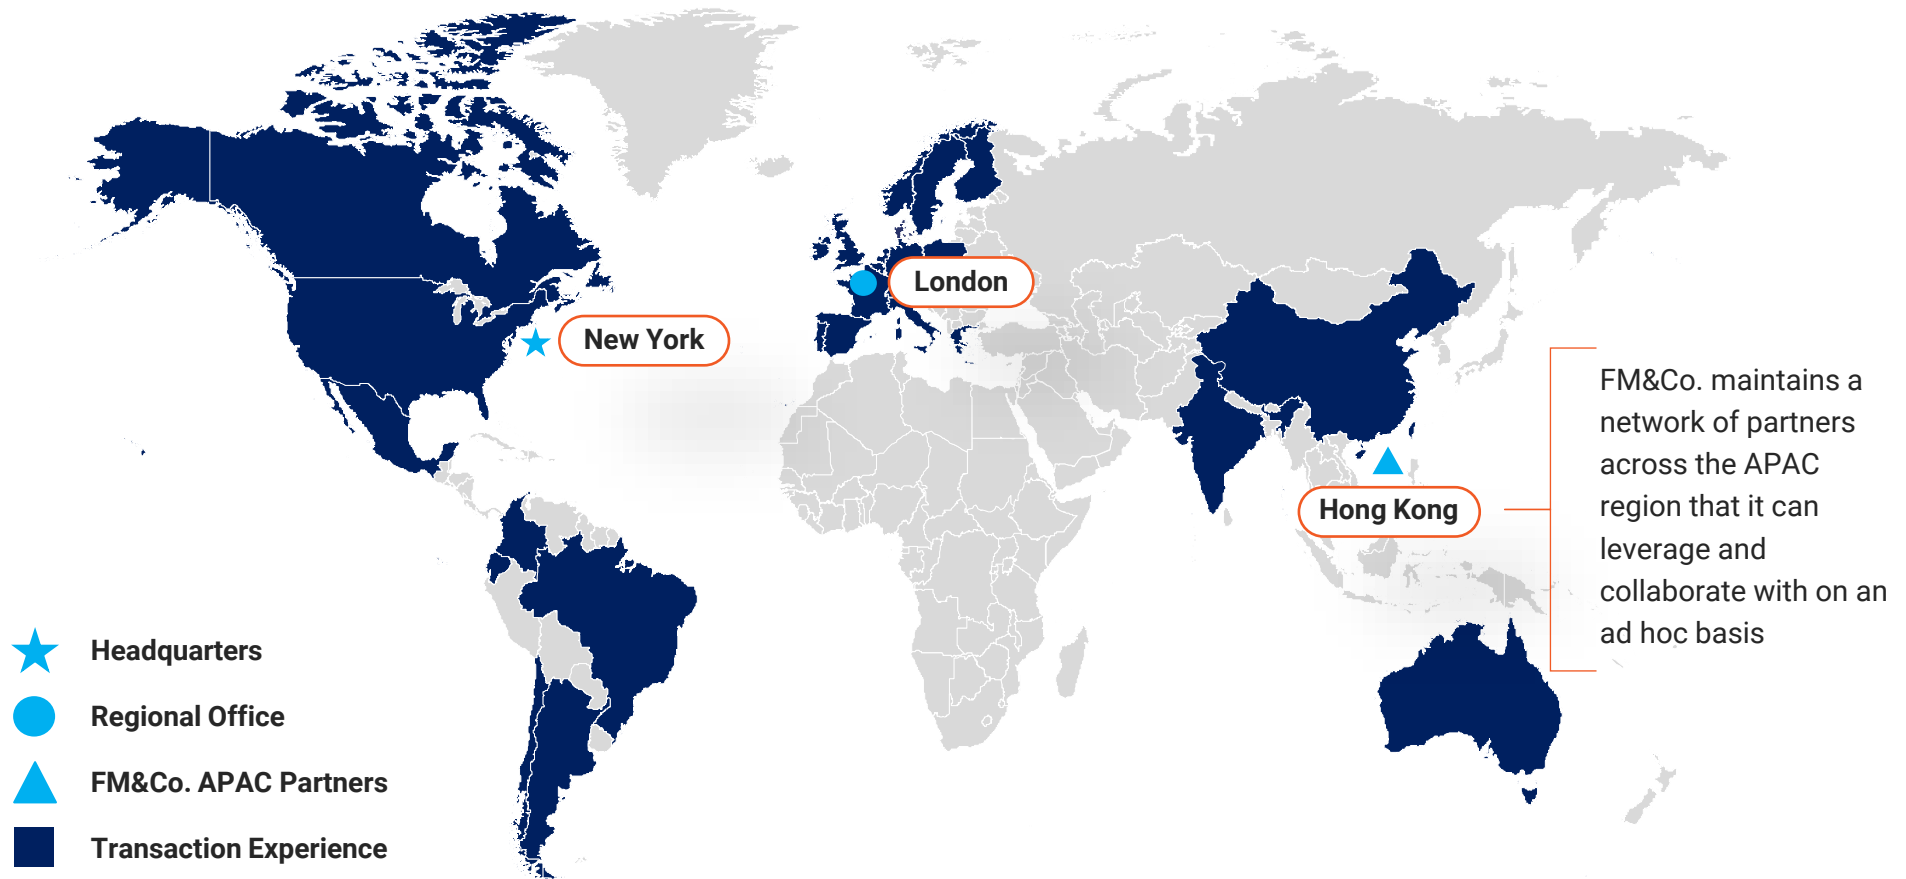 London
New York
Hong Kong
FM&Co. maintains a
network of partners
across the APAC
region that it can
leverage and
collaborate with on an
ad hoc basis
Headquarters
Regional Office
FM&Co. APAC Partners
Transaction Experience